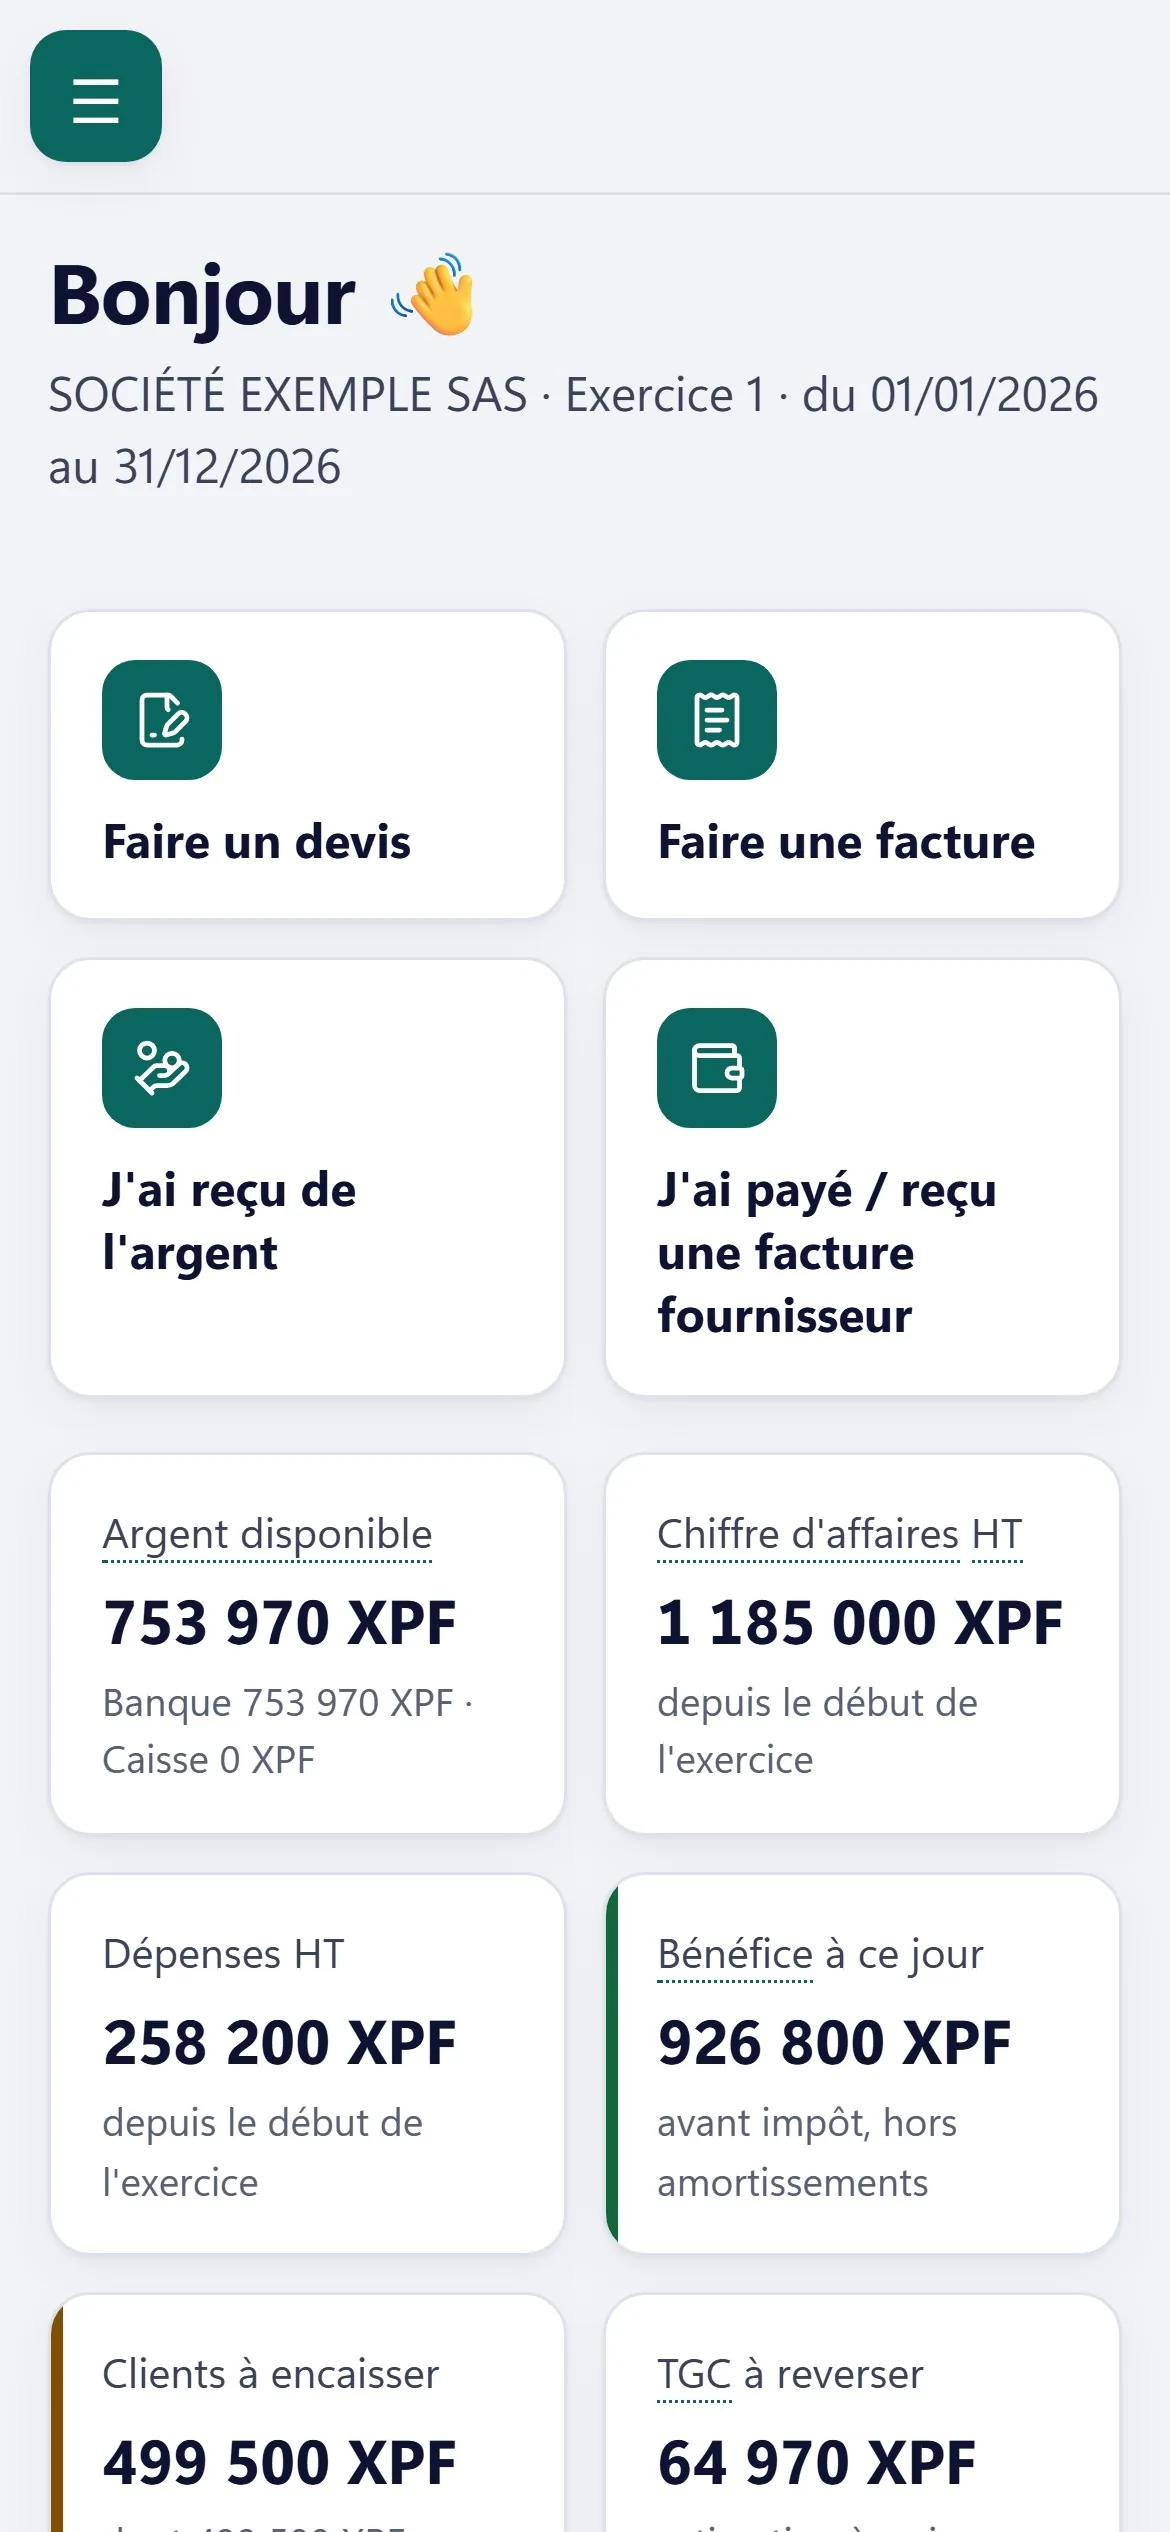 Bonjour 👋
SOCIÉTÉ EXEMPLE SAS · Exercice 1 · du 01/01/2026
au 31/12/2026
Faire un devis
Faire une facture
J'ai reçu de
l'argent
J'ai payé / reçu
une facture
fournisseur
Argent disponible
753 970 XPF
Banque 753 970 XPF ·
Caisse 0 XPF
Chiffre d'affaires HT
1 185 000 XPF
depuis le début de
l'exercice
Dépenses HT
258 200 XPF
depuis le début de
l'exercice
Bénéfice à ce jour
926 800 XPF
avant impôt, hors
amortissements
Clients à encaisser
499 500 XPF
TGC à reverser
64 970 XPF